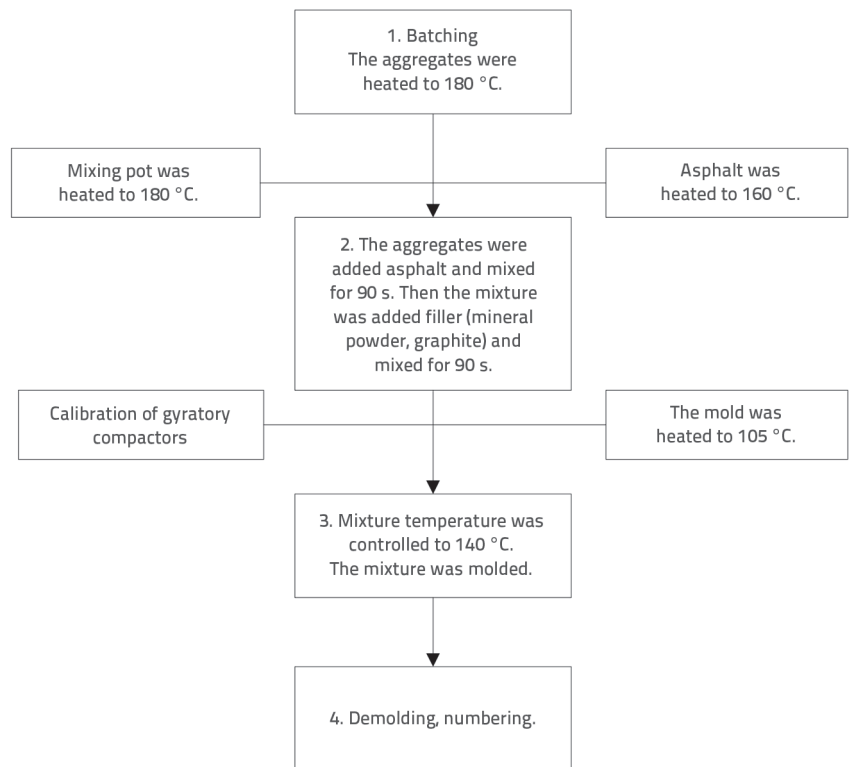 1. Batching
The aggregates were
heated to 180 °C.
Mixing pot was
heated to 180 °C.
Asphalt was
heated to 160 °C.
2. The aggregates were
added asphalt and mixed
for 90 s. Then the mixture
was added filler (mineral
powder, graphite) and
mixed for 90 s.
Calibration of gyratory
compactors
The mold was
heated to 105 °C.
3. Mixture temperature was
controlled to 140 °C.
The mixture was molded.
4. Demolding, numbering.